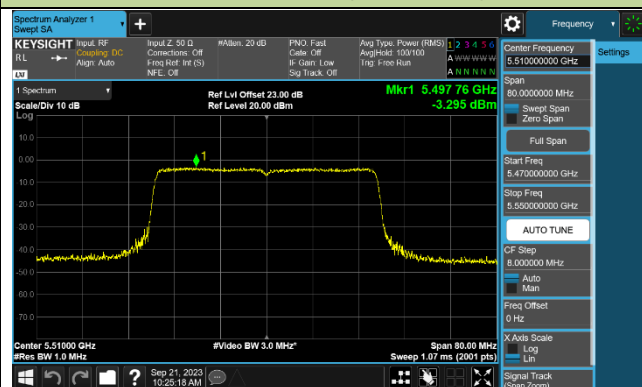 Spectrum Analyzer 1
Swept SA
+
Frequency
KEYSIGHT
RL
Input: RF
Coupling: DC
Align: Auto
Input Z: 50 Ω
Corrections: Off
Freq Ref: Int (S)
NFE: Off
#Atten: 20 dB
PNO: Fast
Gate: Off
IF Gain: Low
Sig Track: Off
Avg Type: Power (RMS)
Avg|Hold: 100/100
Trig: Free Run
1 2 3 4 5 6
A W W W W W
A N N N N N
LXI
1 Spectrum
Scale/Div 10 dB
Log
Ref Lvl Offset 23.00 dB
Ref Level 20.00 dBm
Mkr1 5.497 76 GHz
-3.295 dBm
1
10.0
0.00
-10.0
-20.0
-30.0
-40.0
-50.0
-60.0
-70.0
Center 5.51000 GHz
#Res BW 1.0 MHz
#Video BW 3.0 MHz*
Span 80.00 MHz
Sweep 1.07 ms (2001 pts)
Sep 21, 2023
10:25:18 AM
?
Center Frequency
5.510000000 GHz
Settings
Span
80.0000000 MHz
Swept Span
Zero Span
Full Span
Start Freq
5.470000000 GHz
Stop Freq
5.550000000 GHz
AUTO TUNE
CF Step
8.000000 MHz
Auto
Man
Freq Offset
0 Hz
X Axis Scale
Log
Lin
Signal Track
(Span Zoom)